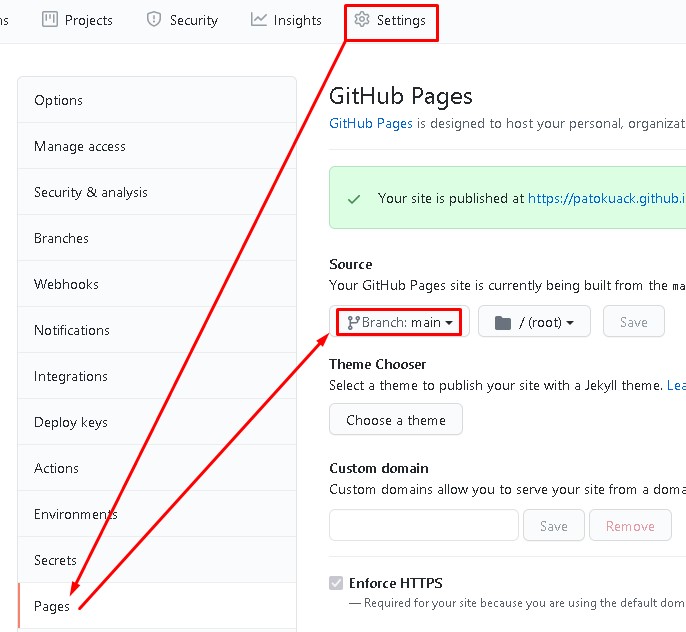 Projects Security Insights Settings
Options
Manage access
Security & analysis
Branches
Webhooks
Notifications
Integrations
Deploy keys
Actions
Environments
Secrets
Pages
GitHub Pages
GitHub Pages is designed to host your personal, organizat
Your site is published at https://patokuack.github.i
Source
Your GitHub Pages site is currently being built from the ma
Branch: main / (root) Save
Theme Chooser
Select a theme to publish your site with a Jekyll theme. Lea
Choose a theme
Custom domain
Custom domains allow you to serve your site from a doma
Save Remove
Enforce HTTPS
— Required for your site because you are using the default dom